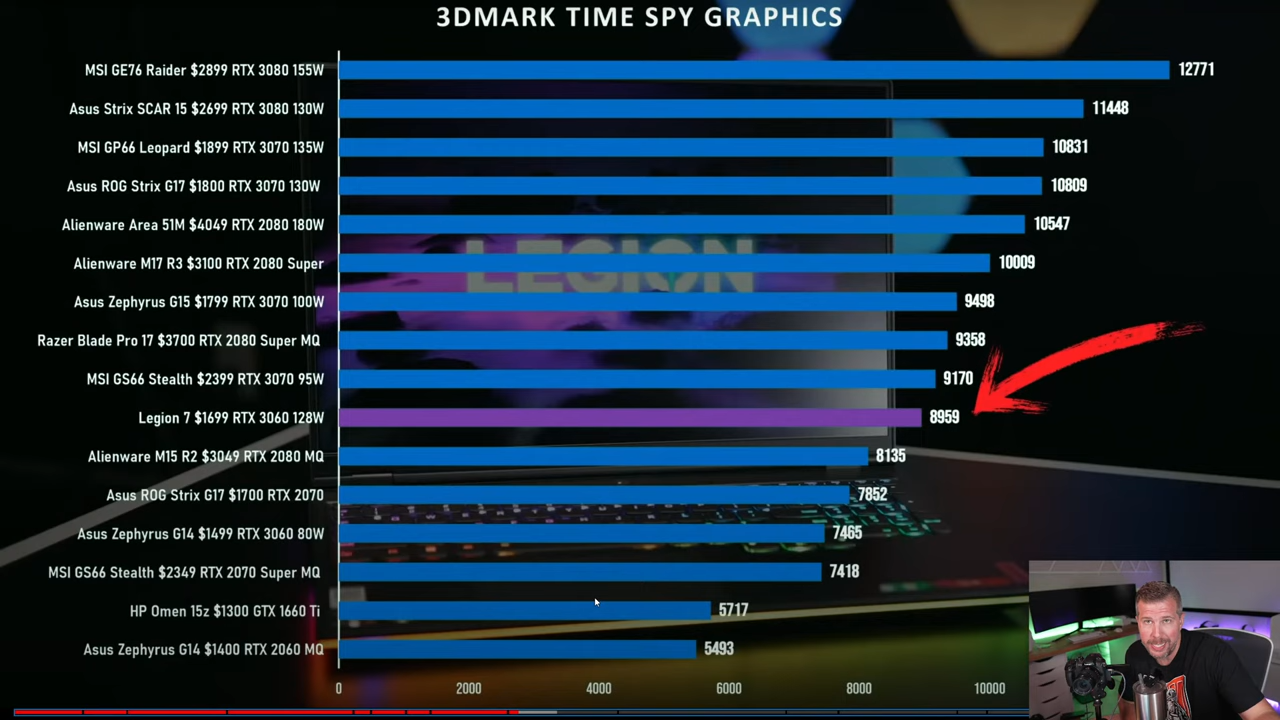 3DMARK TIME SPY GRAPHICS
MSI GE76 Raider $2899 RTX 3080 155W 12771
Asus Strix SCAR 15 $2699 RTX 3080 130W 11448
MSI GP66 Leopard $1899 RTX 3070 135W 10831
Asus ROG Strix G17 $1800 RTX 3070 130W 10809
Alienware Area 51M $4049 RTX 2080 180W 10547
Alienware M17 R3 $3100 RTX 2080 Super 10009
LEGION
Asus Zephyrus G15 $1799 RTX 3070 100W 9498
Razer Blade Pro 17 $3700 RTX 2080 Super MQ 9358
MSI GS66 Stealth $2399 RTX 3070 95W 9170
Legion 7 $1699 RTX 3060 128W 8959
Alienware M15 R2 $3049 RTX 2080 MQ 8135
Asus ROG Strix G17 $1700 RTX 2070 7852
Asus Zephyrus G14 $1499 RTX 3060 80W 7465
MSI GS66 Stealth $2349 RTX 2070 Super MQ 7418
HP Omen 15z $1300 GTX 1660 Ti 5717
Asus Zephyrus G14 $1400 RTX 2060 MQ 5493
0 2000 4000 6000 8000 10000